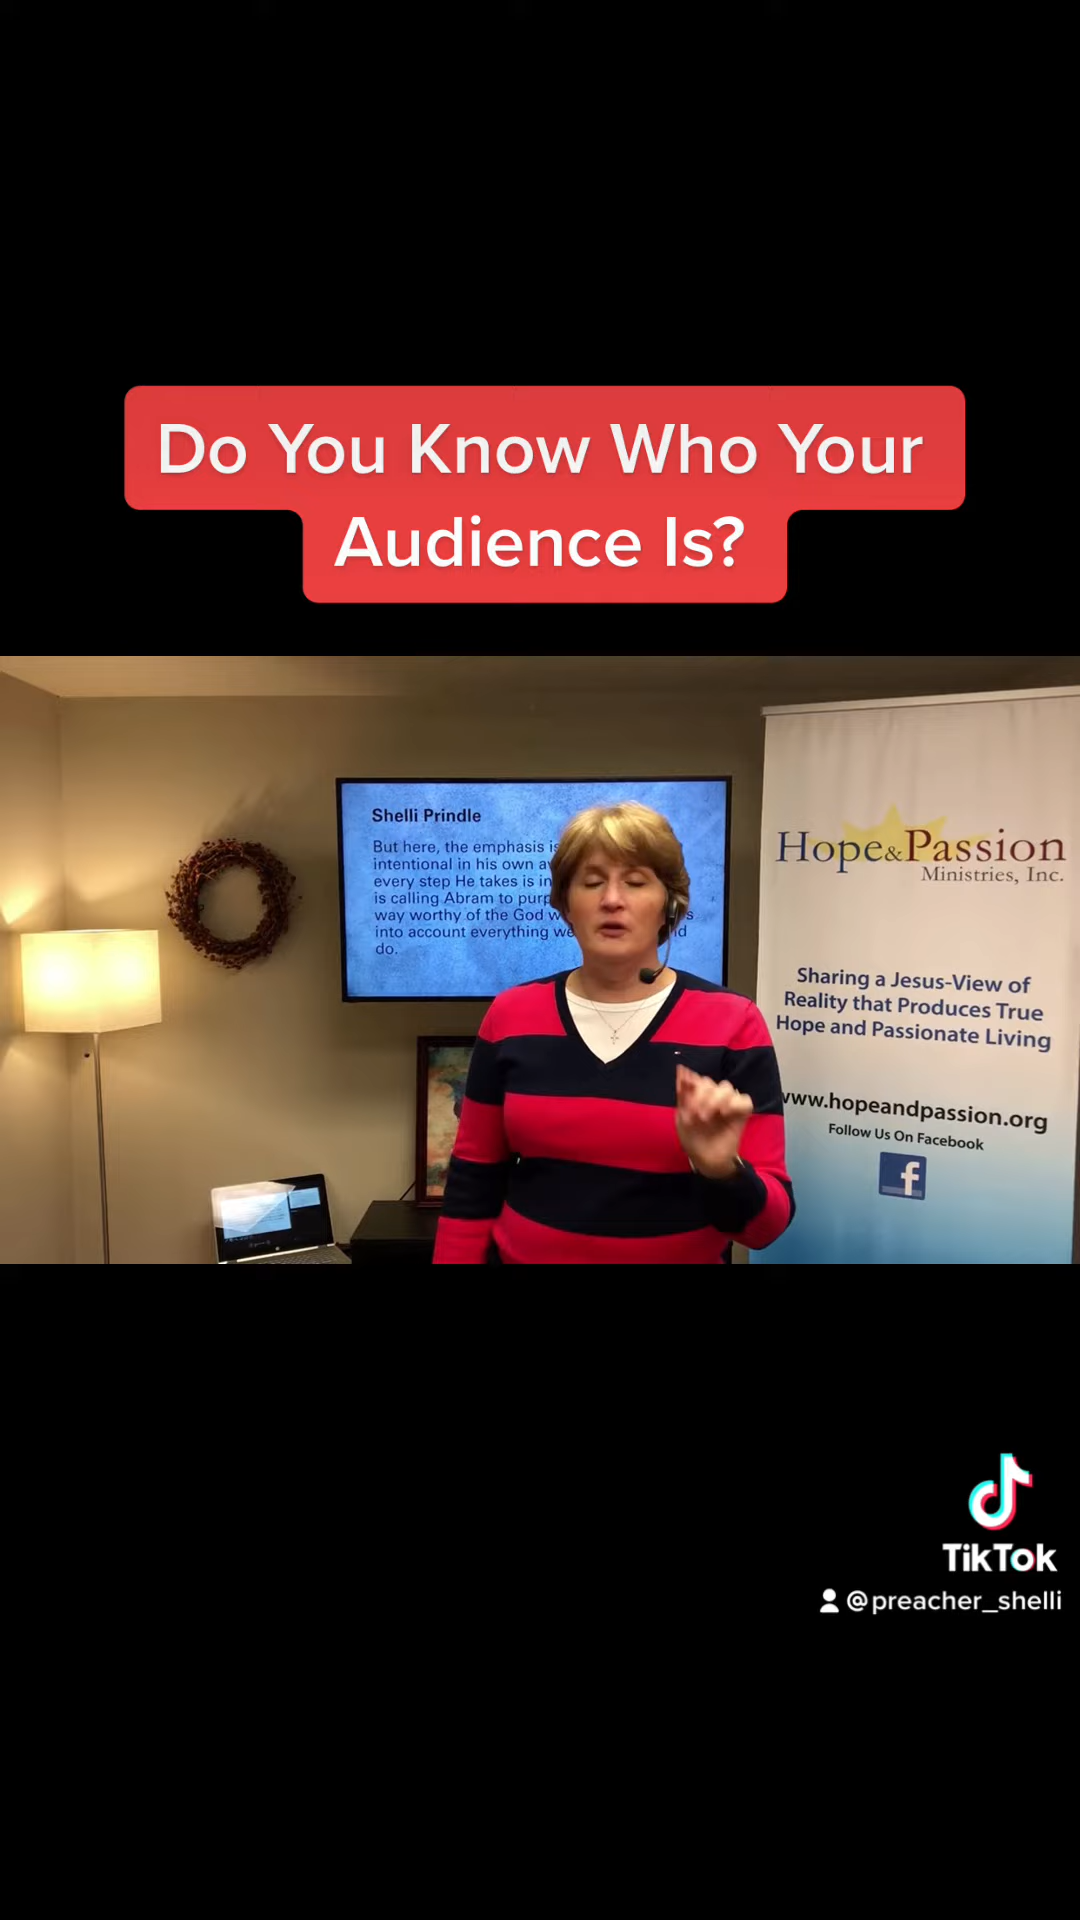 Do You Know Who Your
Audience Is?
Shelli Prindle
But here, the emphasis is
intentional in his own
every step He takes is in
is calling Abram to
way worthy of the God
into account everything we
do.
Hope&Passion
Ministries, Inc.
Sharing a Jesus-View of
Reality that Produces True
Hope and Passionate Living
www.hopeandpassion.org
Follow Us On Facebook
f
TikTok
@preacher_shelli